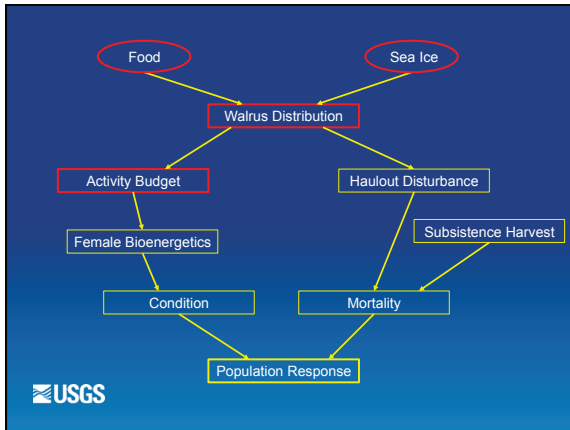 Food
Sea Ice
Walrus Distribution
Activity Budget
Haulout Disturbance
Subsistence Harvest
Female Bioenergetics
Condition
Mortality
Population Response
USGS